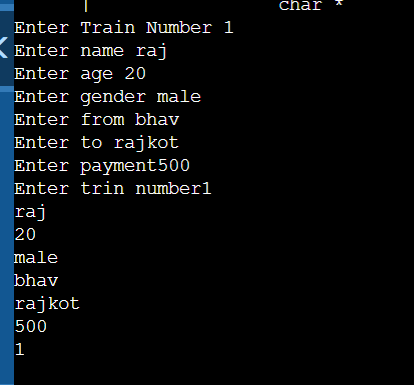 | char *
Enter Train Number 1
Enter name raj
Enter age 20
Enter gender male
Enter from bhav
Enter to rajkot
Enter payment500
Enter trin number1
raj
20
male
bhav
rajkot
500
1